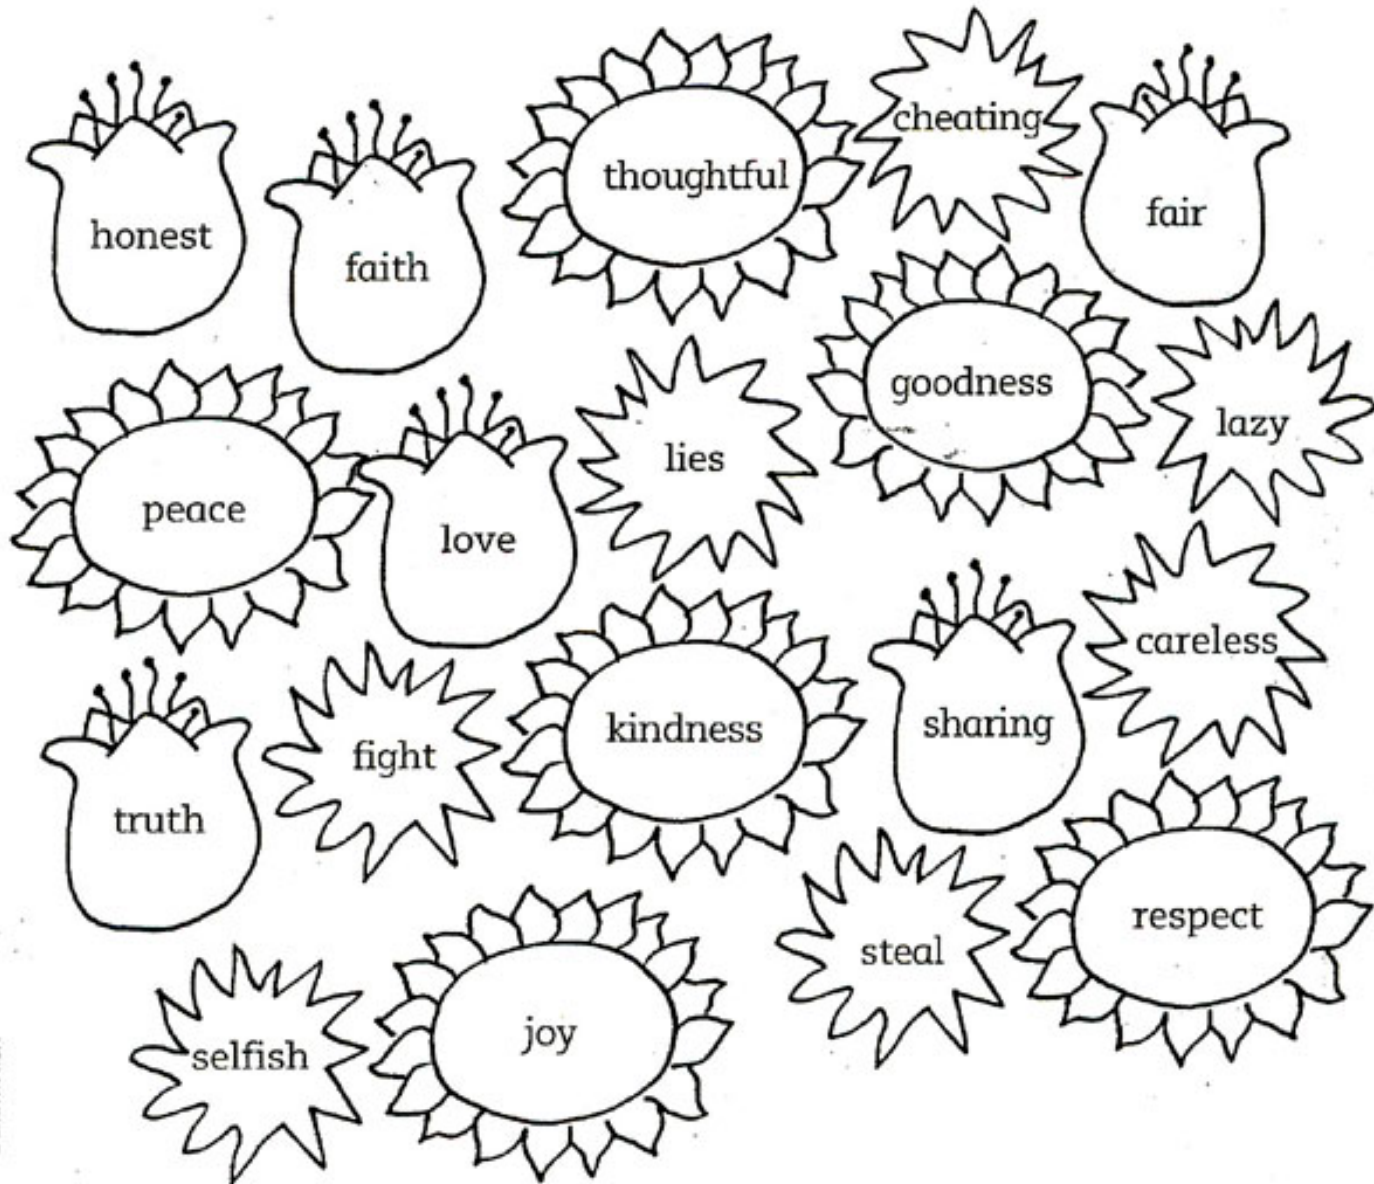 cheating
thoughtful
fair
honest
faith
goodness
lazy
lies
peace
love
careless
sharing
kindness
fight
truth
respect
steal
joy
selfish